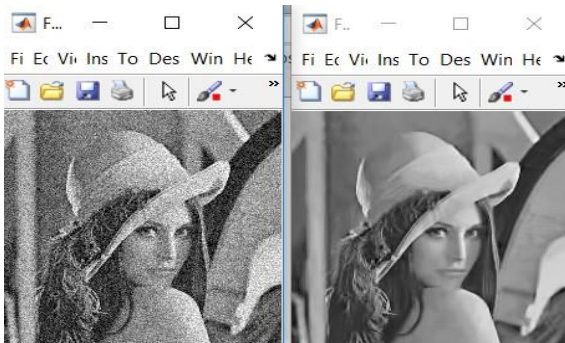 F...
Fi Ec Vi Ins To Des Win He
F..
Fi Ec Vi Ins To Des Win He